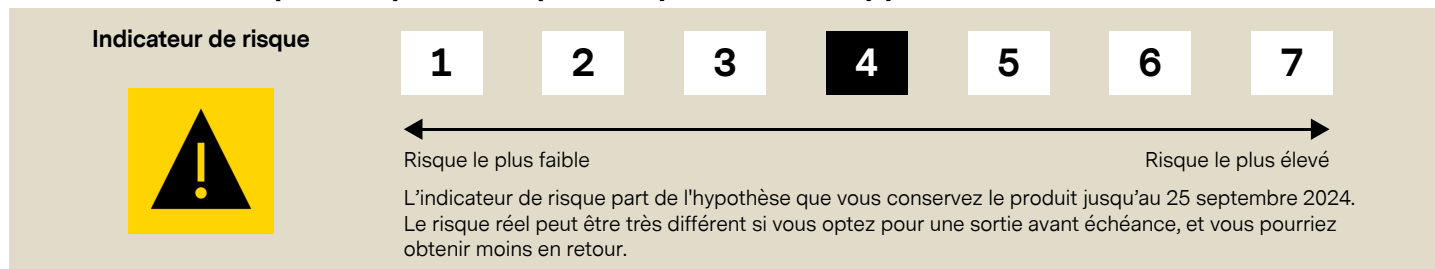 Indicateur de risque
1 2 3 4 5 6 7
Risque le plus faible Risque le plus élevé
L’indicateur de risque part de l'hypothèse que vous conservez le produit jusqu’au 25 septembre 2024.
Le risque réel peut être très différent si vous optez pour une sortie avant échéance, et vous pourriez
obtenir moins en retour.